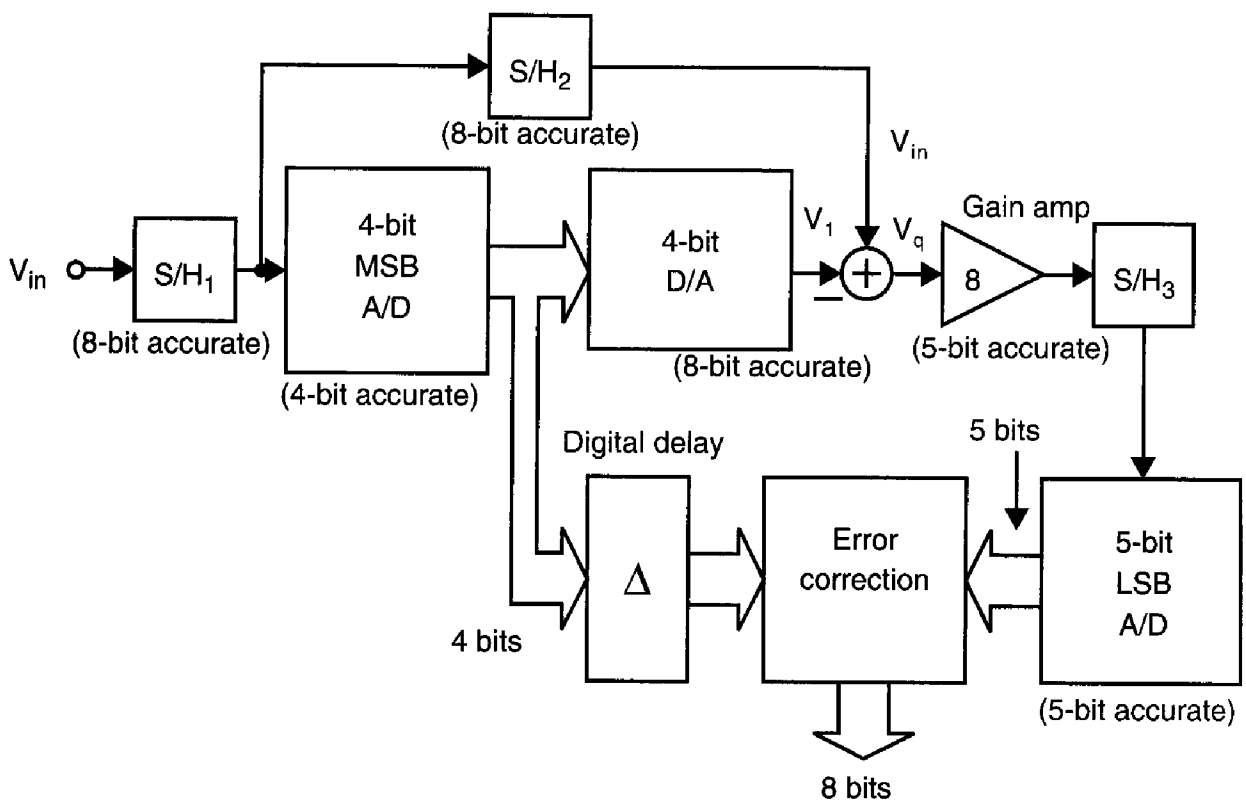 S/H2
(8-bit accurate)
Vin
Vin
S/H1
(8-bit accurate)
4-bit
MSB
A/D
(4-bit accurate)
4-bit
D/A
(8-bit accurate)
V1
−
+
Vq
Gain amp
8
(5-bit accurate)
S/H3
Digital delay
Δ
4 bits
Error
correction
5 bits
5-bit
LSB
A/D
(5-bit accurate)
8 bits